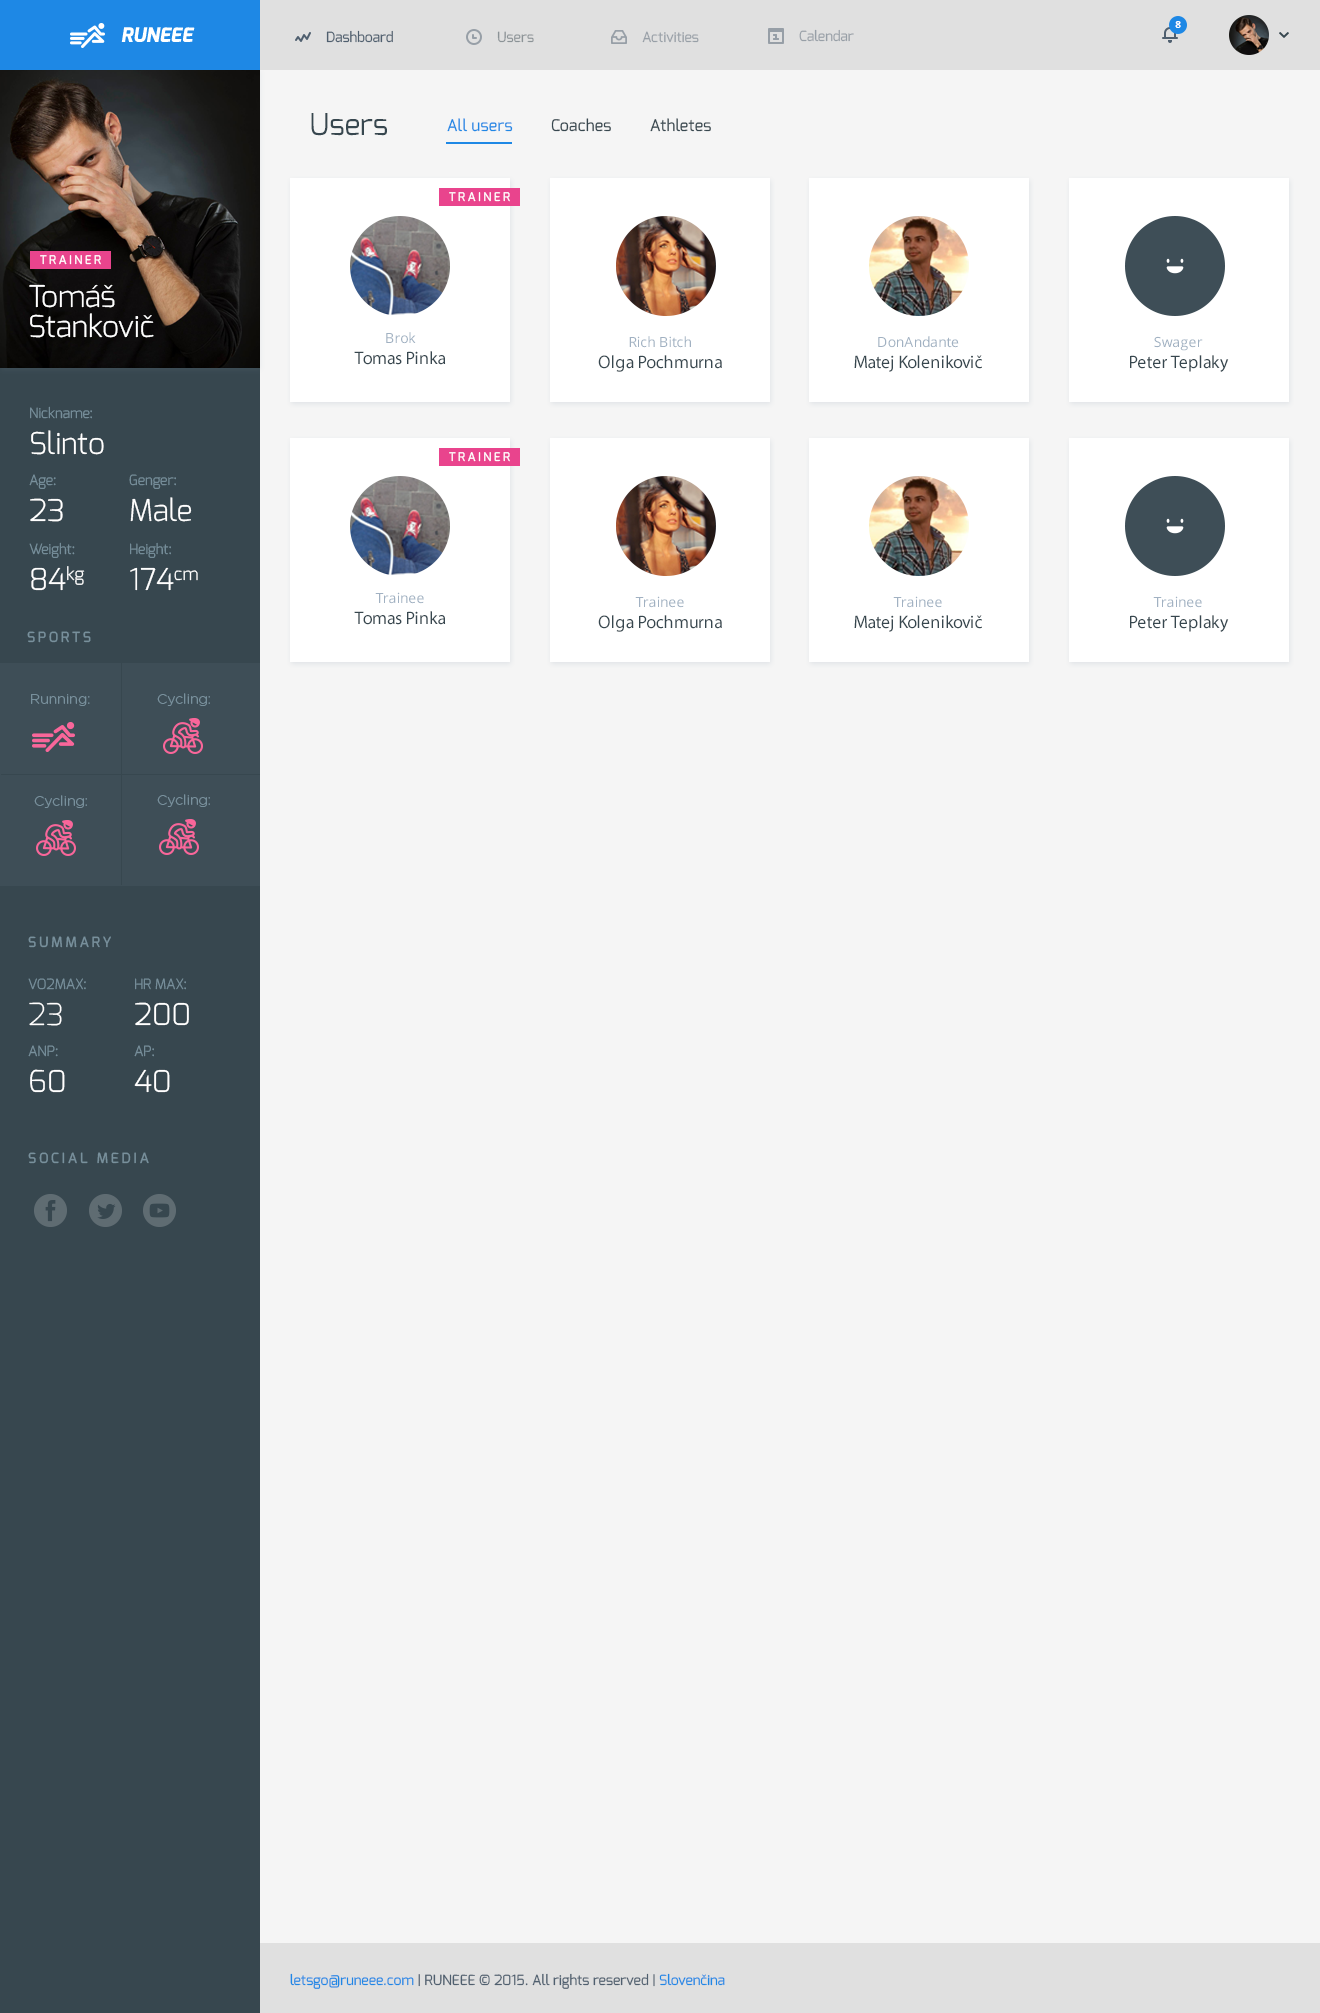 RUNEEE
Dashboard
Users
Activities
Calendar
8
TRAINER
Tomáš
Stankovič
Nickname:
Slinto
Age:
Genger:
23
Male
Weight:
Height:
84kg
174cm
SPORTS
Running:
Cycling:
Cycling:
Cycling:
SUMMARY
VO2MAX:
HR MAX:
23
200
ANP:
AP:
60
40
SOCIAL MEDIA
Users
All users
Coaches
Athletes
TRAINER
Brok
Tomas Pinka
Rich Bitch
Olga Pochmurna
DonAndante
Matej Kolenikovič
Swager
Peter Teplaky
TRAINER
Trainee
Tomas Pinka
Trainee
Olga Pochmurna
Trainee
Matej Kolenikovič
Trainee
Peter Teplaky
letsgo@runeee.com | RUNEEE © 2015. All rights reserved | Slovenčina